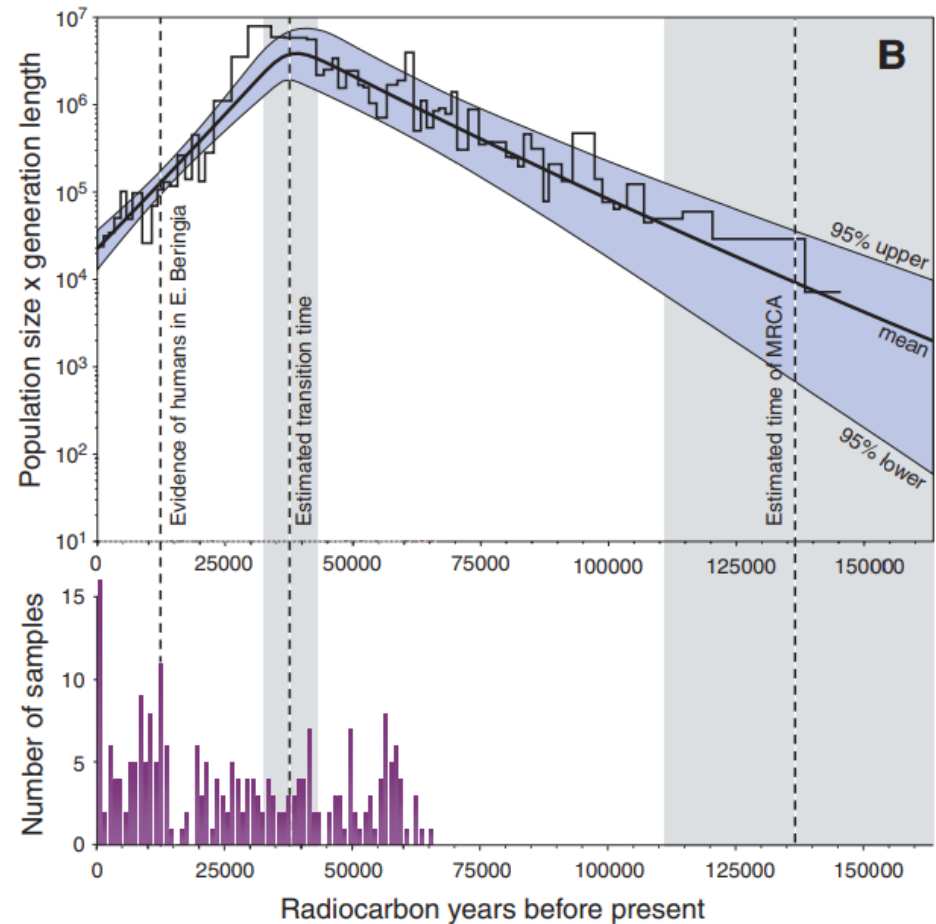 B
Population size x generation length
10^7
10^6
10^5
10^4
10^3
10^2
10^1
Evidence of humans in E. Beringia
Estimated transition time
Estimated time of MRCA
95% upper
mean
95% lower
0 25000 50000 75000 100000 125000 150000
Number of samples
15
10
5
0
0 25000 50000 75000 100000 125000 150000
Radiocarbon years before present